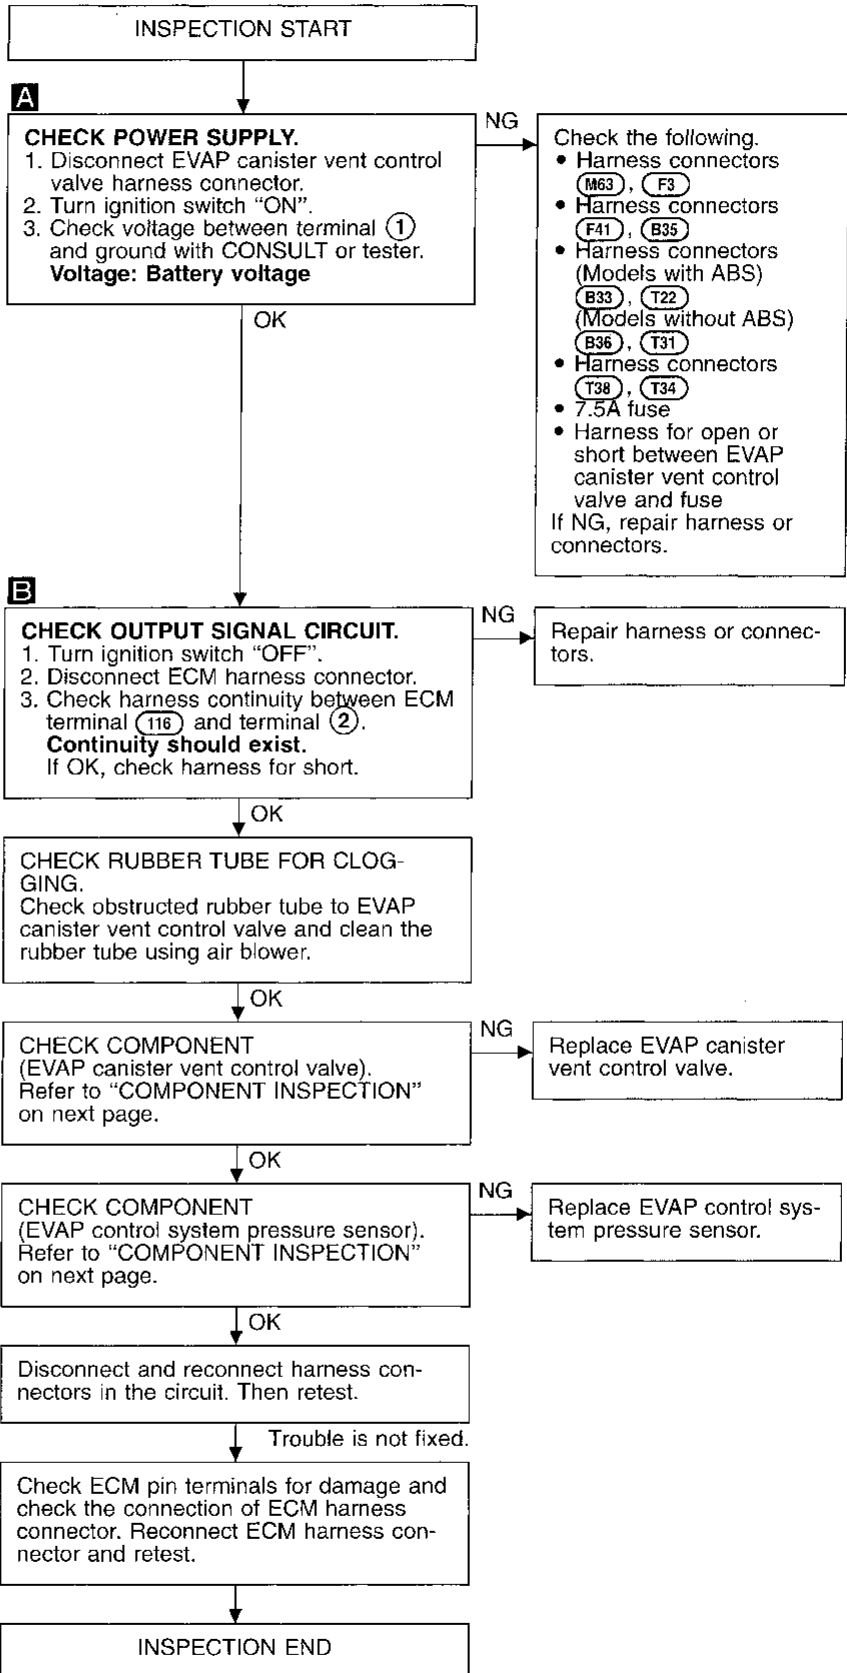 INSPECTION START
A
CHECK POWER SUPPLY.
1. Disconnect EVAP canister vent control
valve harness connector.
2. Turn ignition switch “ON”.
3. Check voltage between terminal ①
and ground with CONSULT or tester.
Voltage: Battery voltage
NG
Check the following.
• Harness connectors
M63, F3
• Harness connectors
F41, B35
• Harness connectors
(Models with ABS)
B33, T22
(Models without ABS)
B36, T31
• Harness connectors
T38, T34
• 7.5A fuse
• Harness for open or
short between EVAP
canister vent control
valve and fuse
If NG, repair harness or
connectors.
OK
B
CHECK OUTPUT SIGNAL CIRCUIT.
1. Turn ignition switch “OFF”.
2. Disconnect ECM harness connector.
3. Check harness continuity between ECM
terminal 116 and terminal ②.
Continuity should exist.
If OK, check harness for short.
NG
Repair harness or connec-
tors.
OK
CHECK RUBBER TUBE FOR CLOG-
GING.
Check obstructed rubber tube to EVAP
canister vent control valve and clean the
rubber tube using air blower.
OK
CHECK COMPONENT
(EVAP canister vent control valve).
Refer to “COMPONENT INSPECTION”
on next page.
NG
Replace EVAP canister
vent control valve.
OK
CHECK COMPONENT
(EVAP control system pressure sensor).
Refer to “COMPONENT INSPECTION”
on next page.
NG
Replace EVAP control sys-
tem pressure sensor.
OK
Disconnect and reconnect harness con-
nectors in the circuit. Then retest.
Trouble is not fixed.
Check ECM pin terminals for damage and
check the connection of ECM harness
connector. Reconnect ECM harness con-
nector and retest.
INSPECTION END